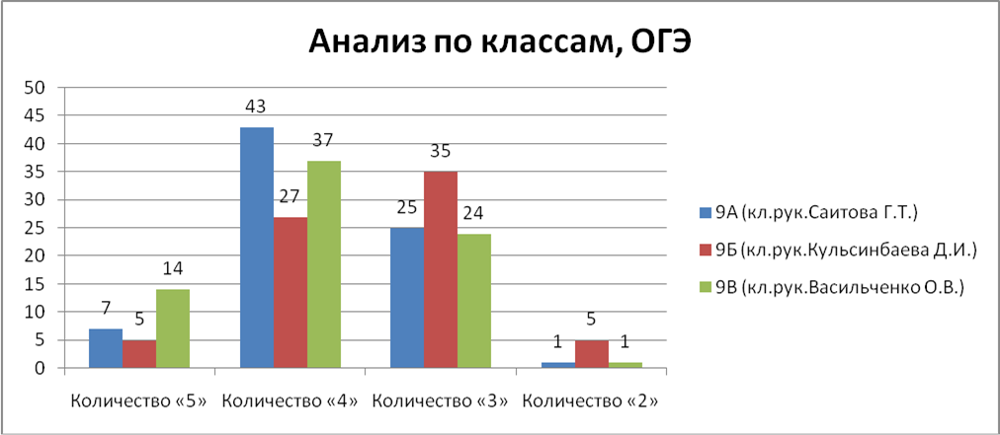 Анализ по классам, ОГЭ
50
45
40
35
30
25
20
15
10
5
0
7
5
14
43
27
37
25
35
24
1
5
1
Количество «5»
Количество «4»
Количество «3»
Количество «2»
9А (кл.рук.Саитова Г.Т.)
9Б (кл.рук.Кульсинбаева Д.И.)
9В (кл.рук.Васильченко О.В.)